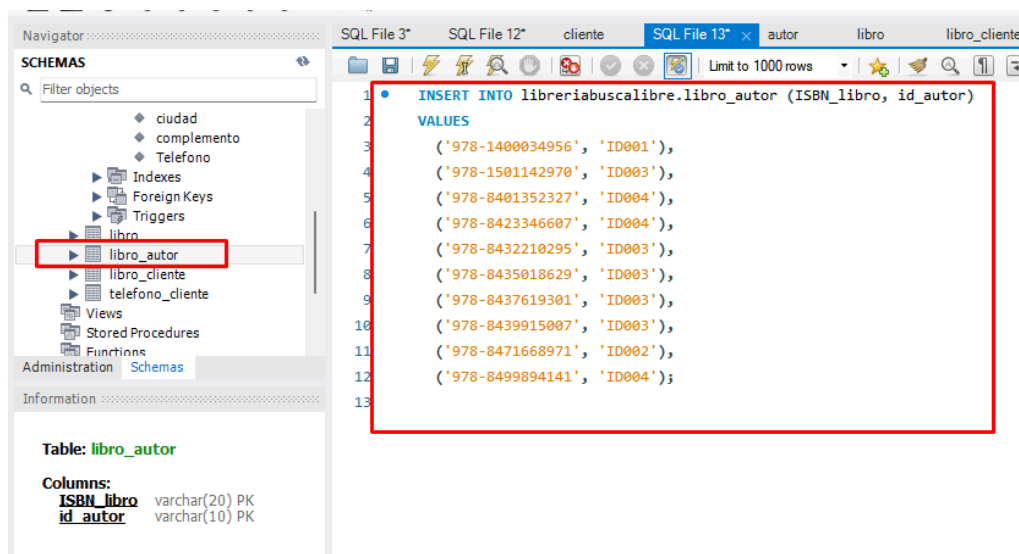 Navigator
SCHEMAS
Filter objects
ciudad
complemento
Telefono
Indexes
Foreign Keys
Triggers
libro
libro_autor
libro_cliente
telefono_cliente
Views
Stored Procedures
Functions
Administration Schemas
Information
Table: libro_autor
Columns:
ISBN_libro varchar(20) PK
id_autor varchar(10) PK
SQL File 3* SQL File 12* cliente SQL File 13* × autor libro libro_cliente
Limit to 1000 rows
1 INSERT INTO libreriabuscalibre.libro_autor (ISBN_libro, id_autor)
2 VALUES
3 ('978-1400034956', 'ID001'),
4 ('978-1501142970', 'ID003'),
5 ('978-8401352327', 'ID004'),
6 ('978-8423346607', 'ID004'),
7 ('978-8432210295', 'ID003'),
8 ('978-8435018629', 'ID003'),
9 ('978-8437619301', 'ID003'),
10 ('978-8439915007', 'ID003'),
11 ('978-8471668971', 'ID002'),
12 ('978-8499894141', 'ID004');
13